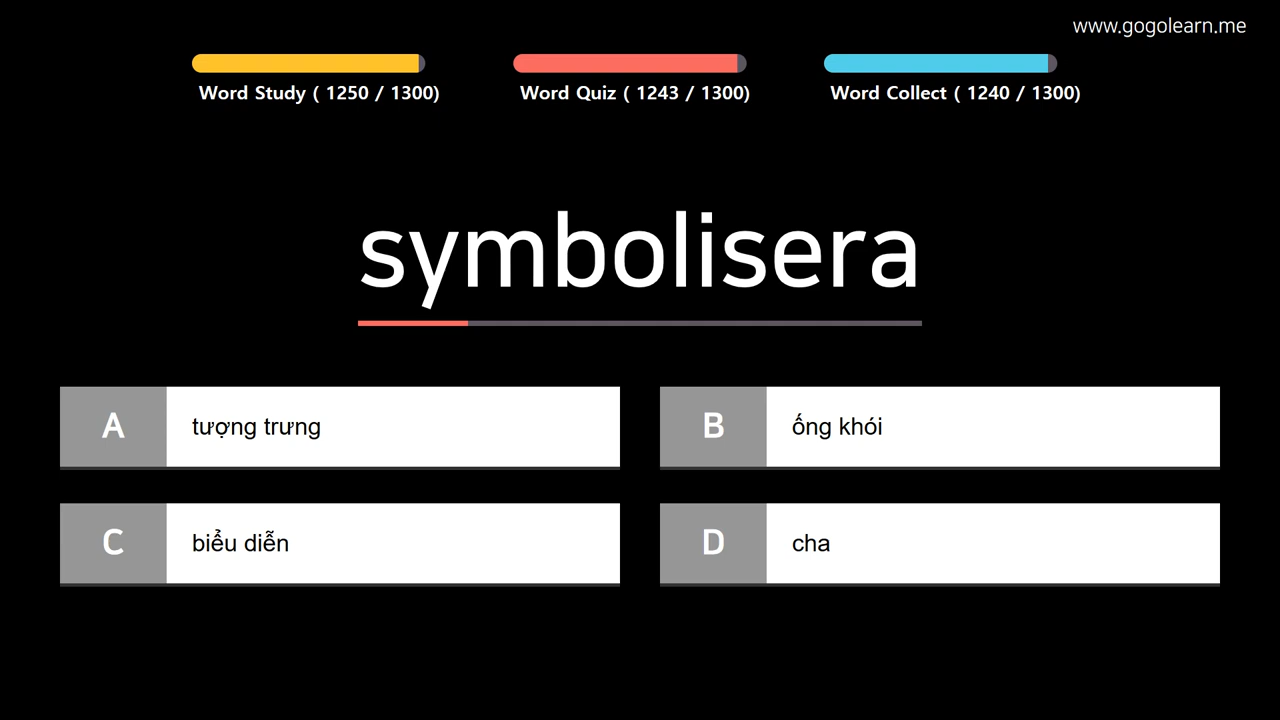 www.gogolearn.me
Word Study ( 1250 / 1300)
Word Quiz ( 1243 / 1300)
Word Collect ( 1240 / 1300)
symbolisera
A
tượng trưng
B
ống khói
C
biểu diễn
D
cha